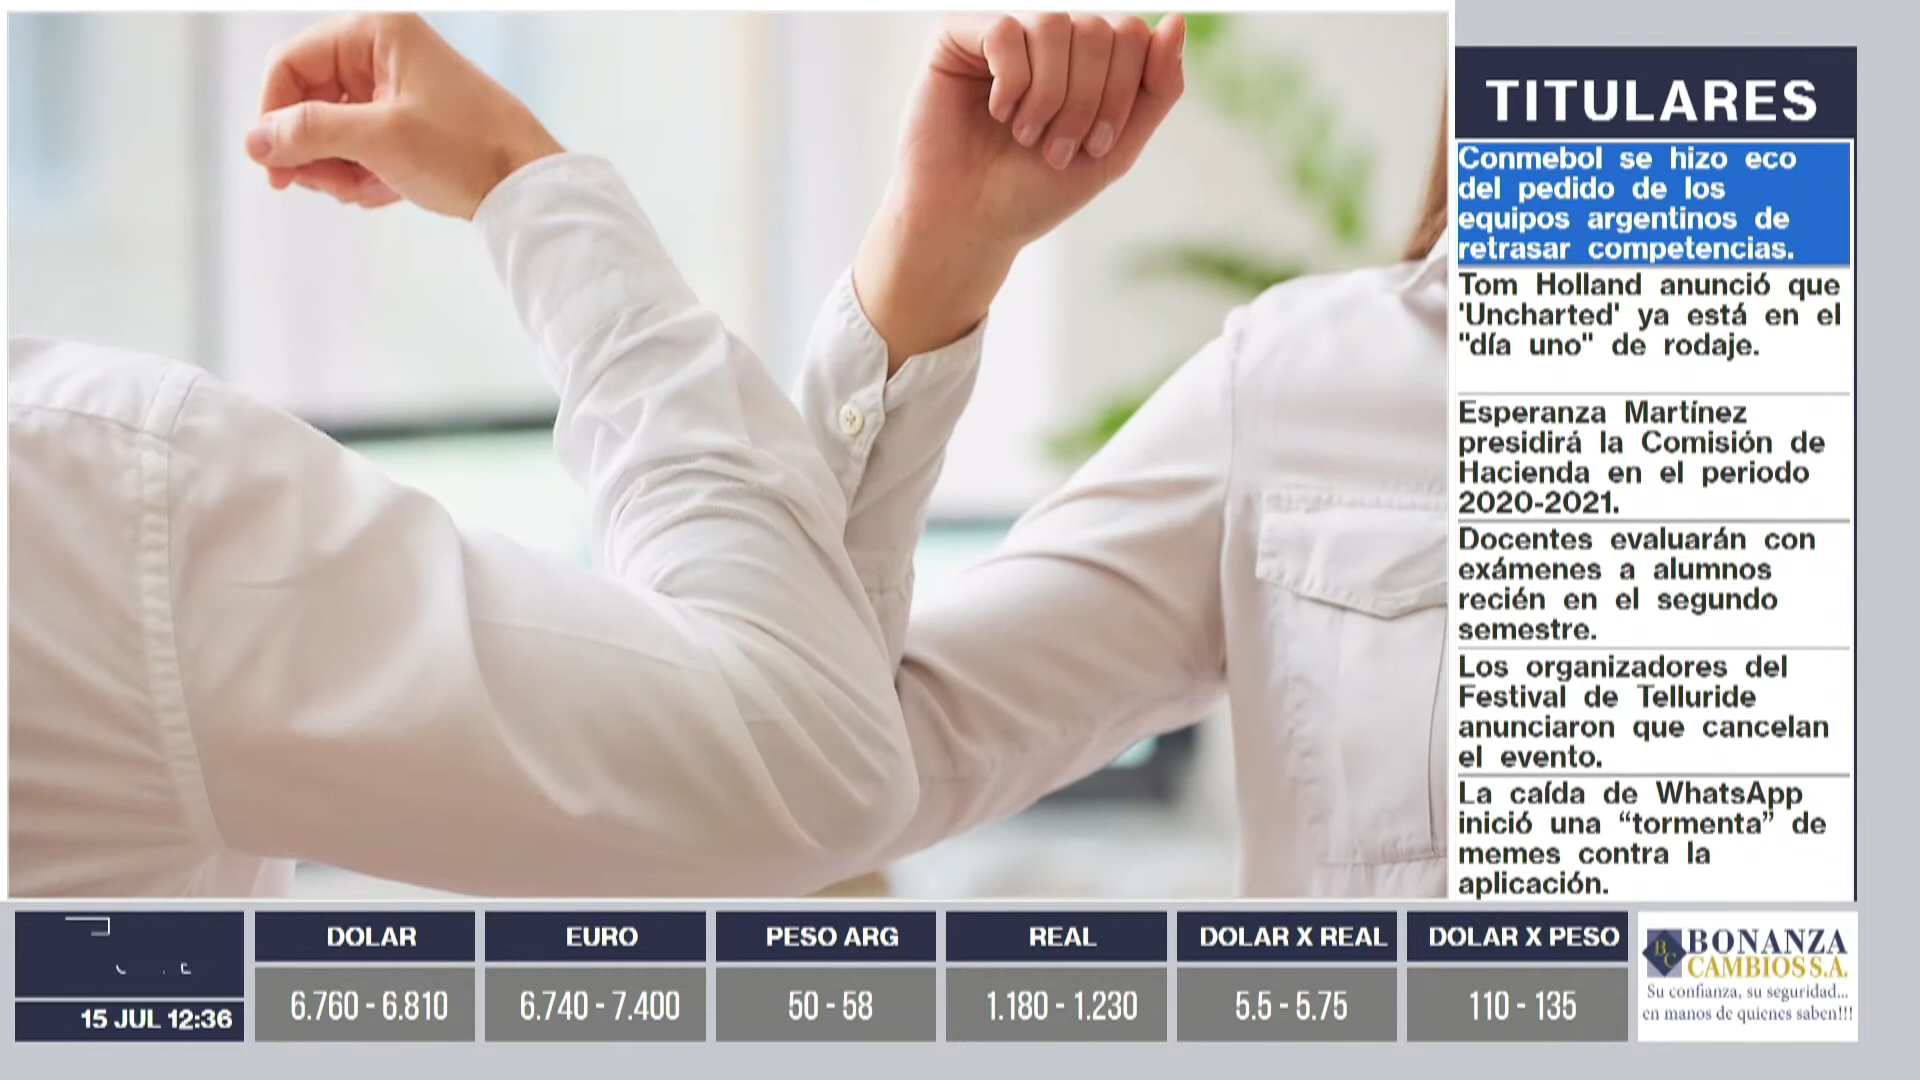 TITULARES
Conmebol se hizo eco
del pedido de los
equipos argentinos de
retrasar competencias.
Tom Holland anunció que
'Uncharted' ya está en el
"día uno" de rodaje.
Esperanza Martínez
presidirá la Comisión de
Hacienda en el periodo
2020-2021.
Docentes evaluarán con
exámenes a alumnos
recién en el segundo
semestre.
Los organizadores del
Festival de Telluride
anunciaron que cancelan
el evento.
La caída de WhatsApp
inició una “tormenta” de
memes contra la
aplicación.
15 JUL 12:36
DOLAR
6.760 - 6.810
EURO
6.740 - 7.400
PESO ARG
50 - 58
REAL
1.180 - 1.230
DOLAR X REAL
5.5 - 5.75
DOLAR X PESO
110 - 135
BC
BONANZA
CAMBIOS S.A.
Su confianza, su seguridad...
en manos de quienes saben!!!